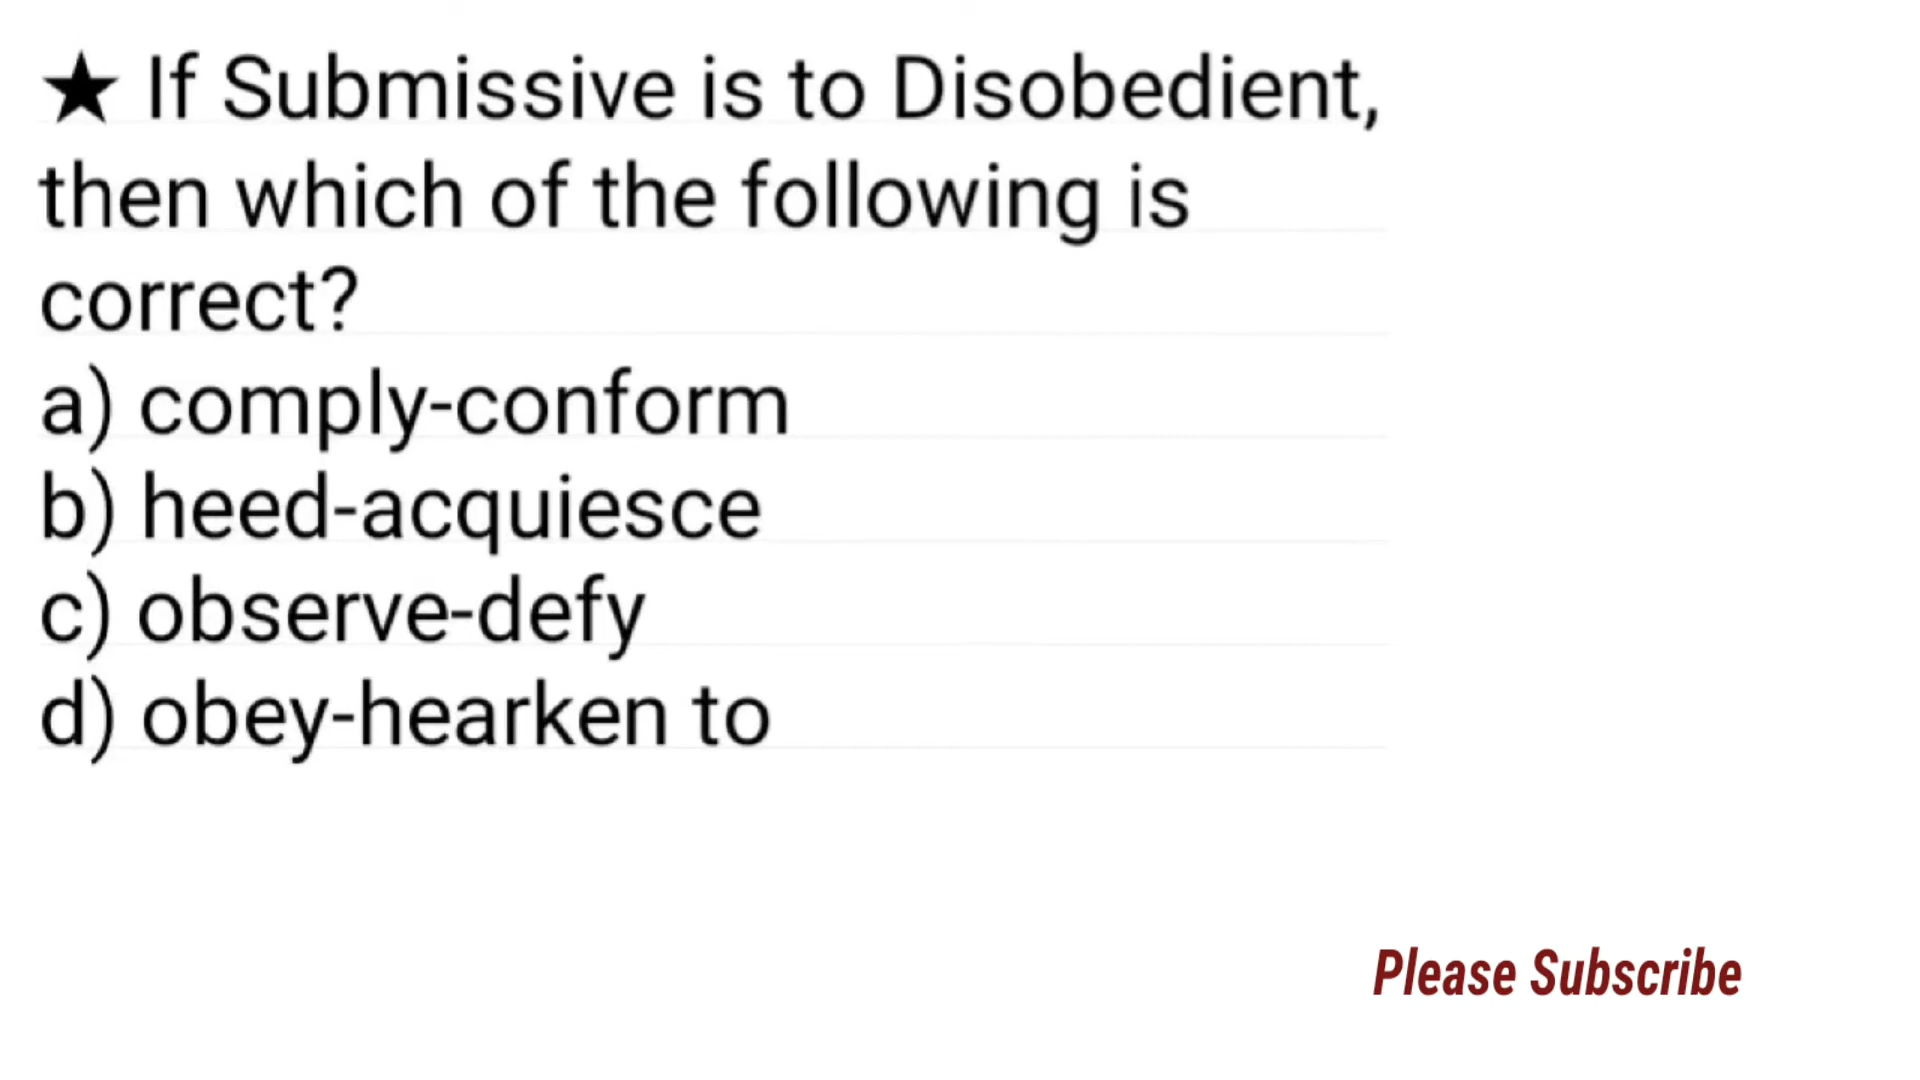 ★ If Submissive is to Disobedient,
then which of the following is
correct?
a) comply-conform
b) heed-acquiesce
c) observe-defy
d) obey-hearken to
Please Subscribe